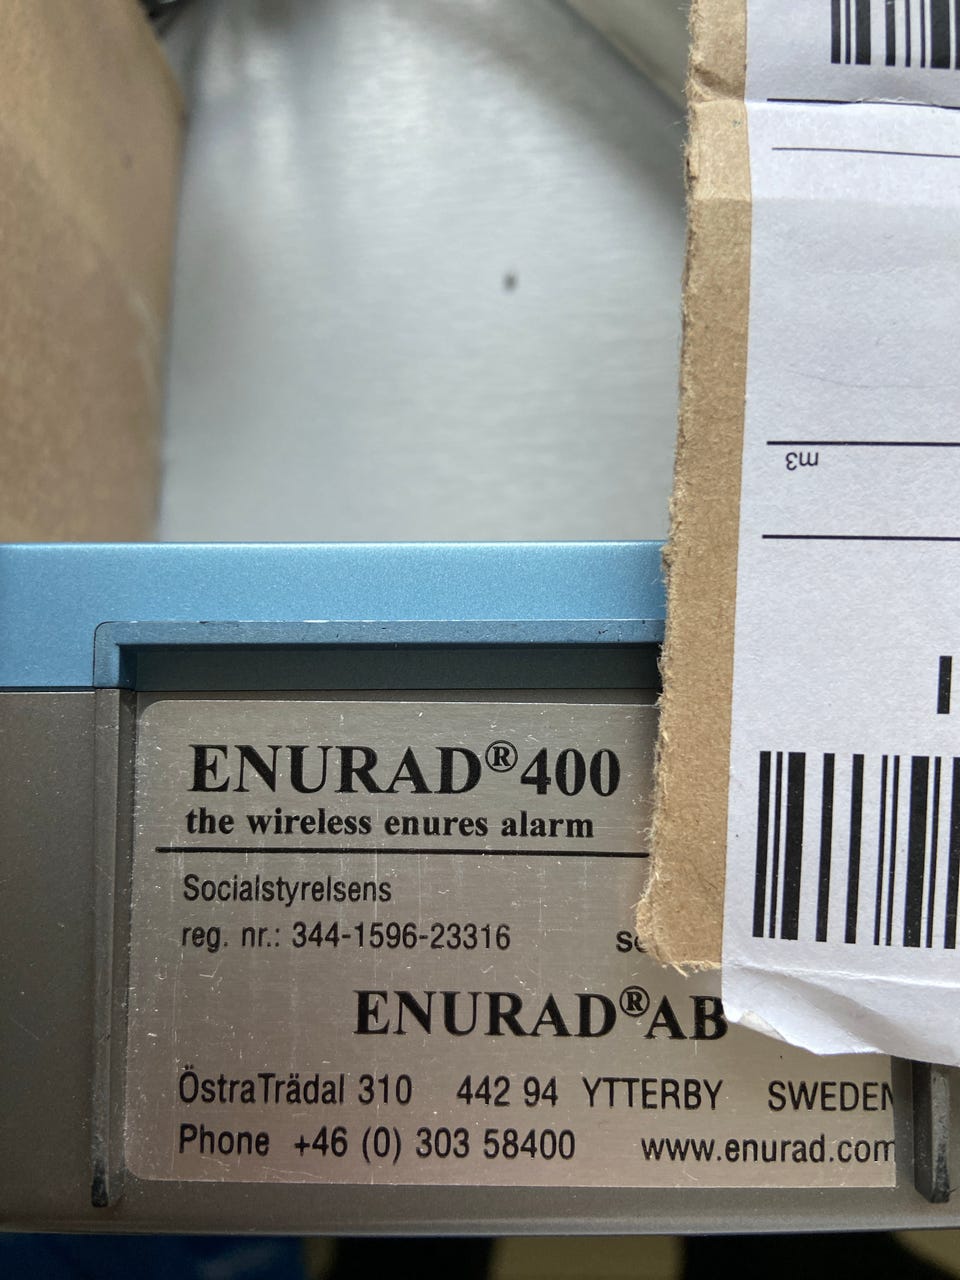 ENURAD®400
the wireless enures alarm
Socialstyrelsens
reg. nr.: 344-1596-23316
ENURAD®AB
ÖstraTrädal 310 442 94 YTTERBY SWEDEN
Phone +46 (0) 303 58400 www.enurad.com
m3